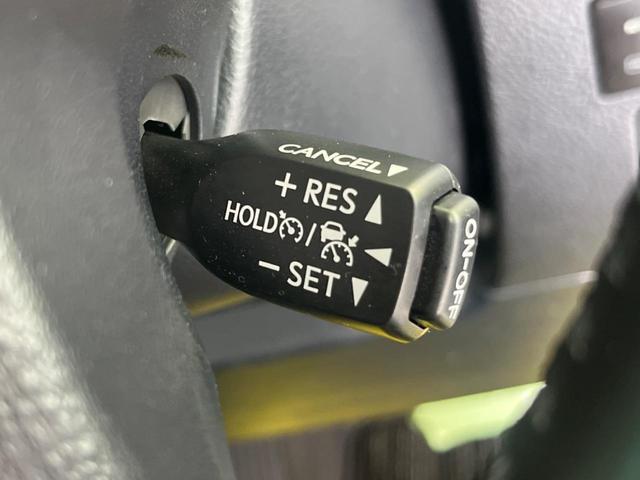 CANCEL▼
+ RES ▲
HOLD / ◀
- SET ▼
ON-OFF